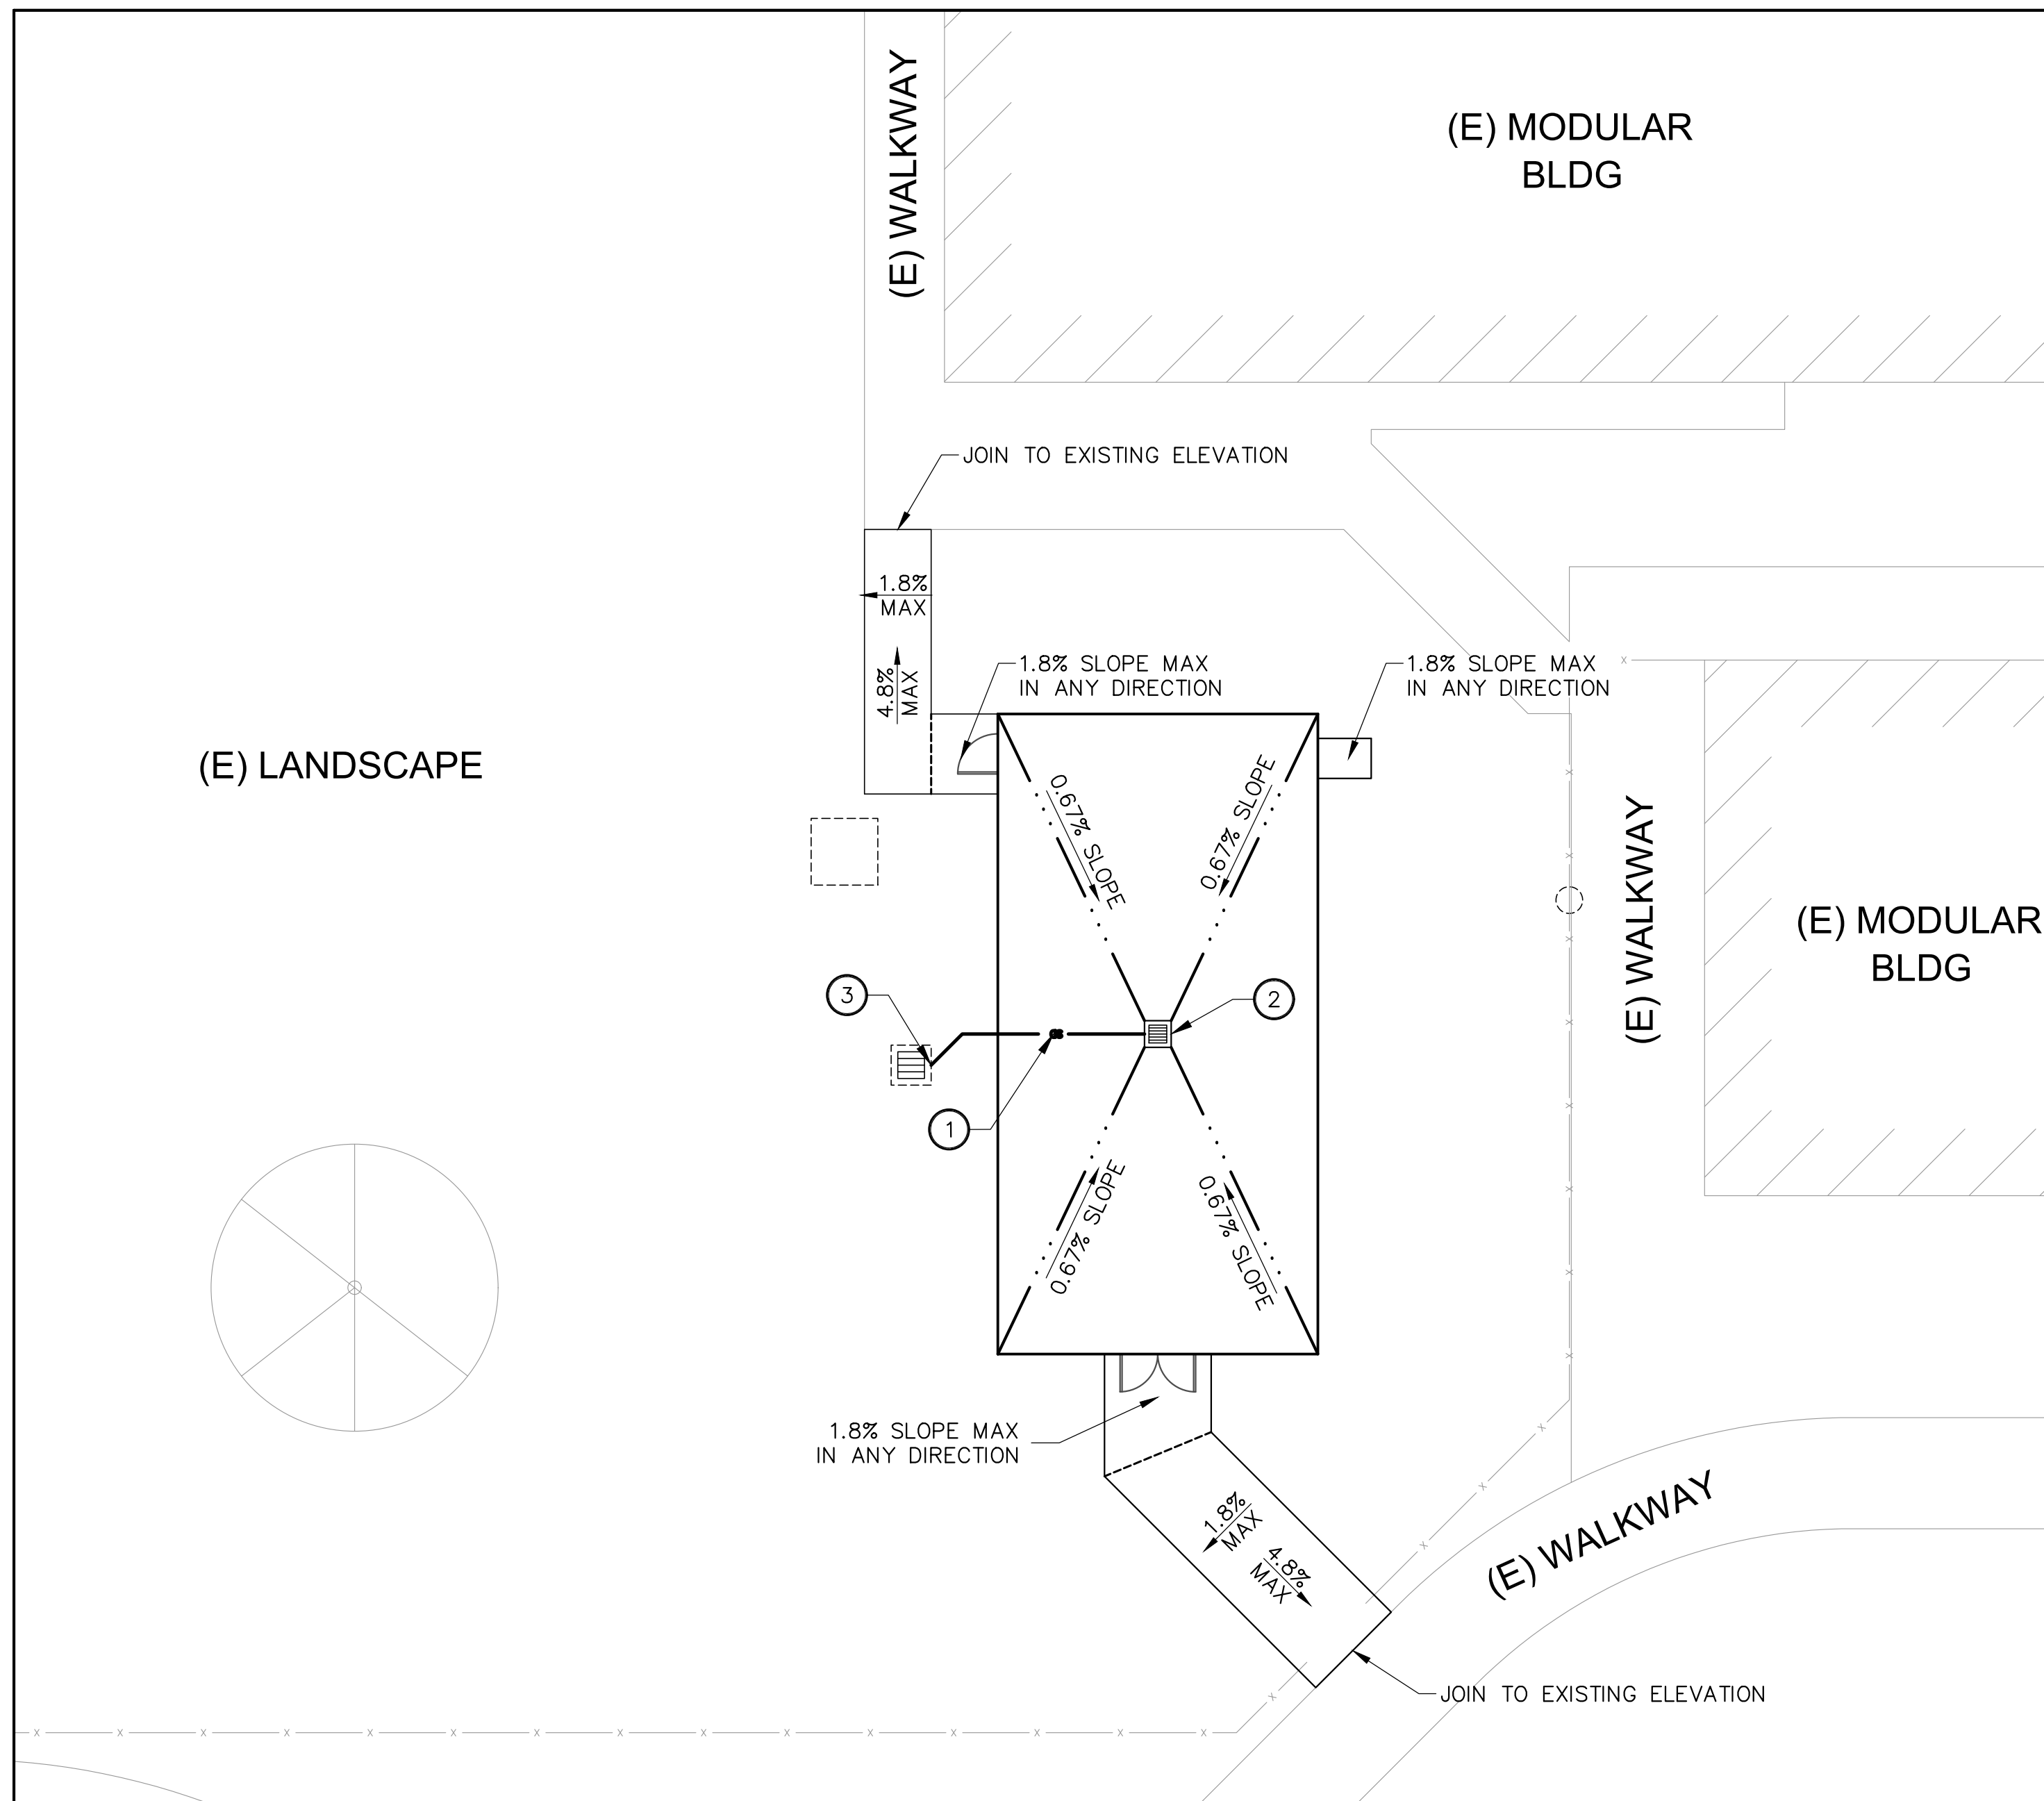 (E) WALKWAY
(E) MODULAR
BLDG
JOIN TO EXISTING ELEVATION
1.8%
MAX
4.8%
MAX
1.8% SLOPE MAX
IN ANY DIRECTION
1.8% SLOPE MAX
IN ANY DIRECTION
(E) LANDSCAPE
0.67% SLOPE
0.67% SLOPE
(E) WALKWAY
(E) MODULAR
BLDG
3
2
1
0.67% SLOPE
0.67% SLOPE
1.8% SLOPE MAX
IN ANY DIRECTION
1.8%
MAX
4.8%
MAX
(E) WALKWAY
JOIN TO EXISTING ELEVATION